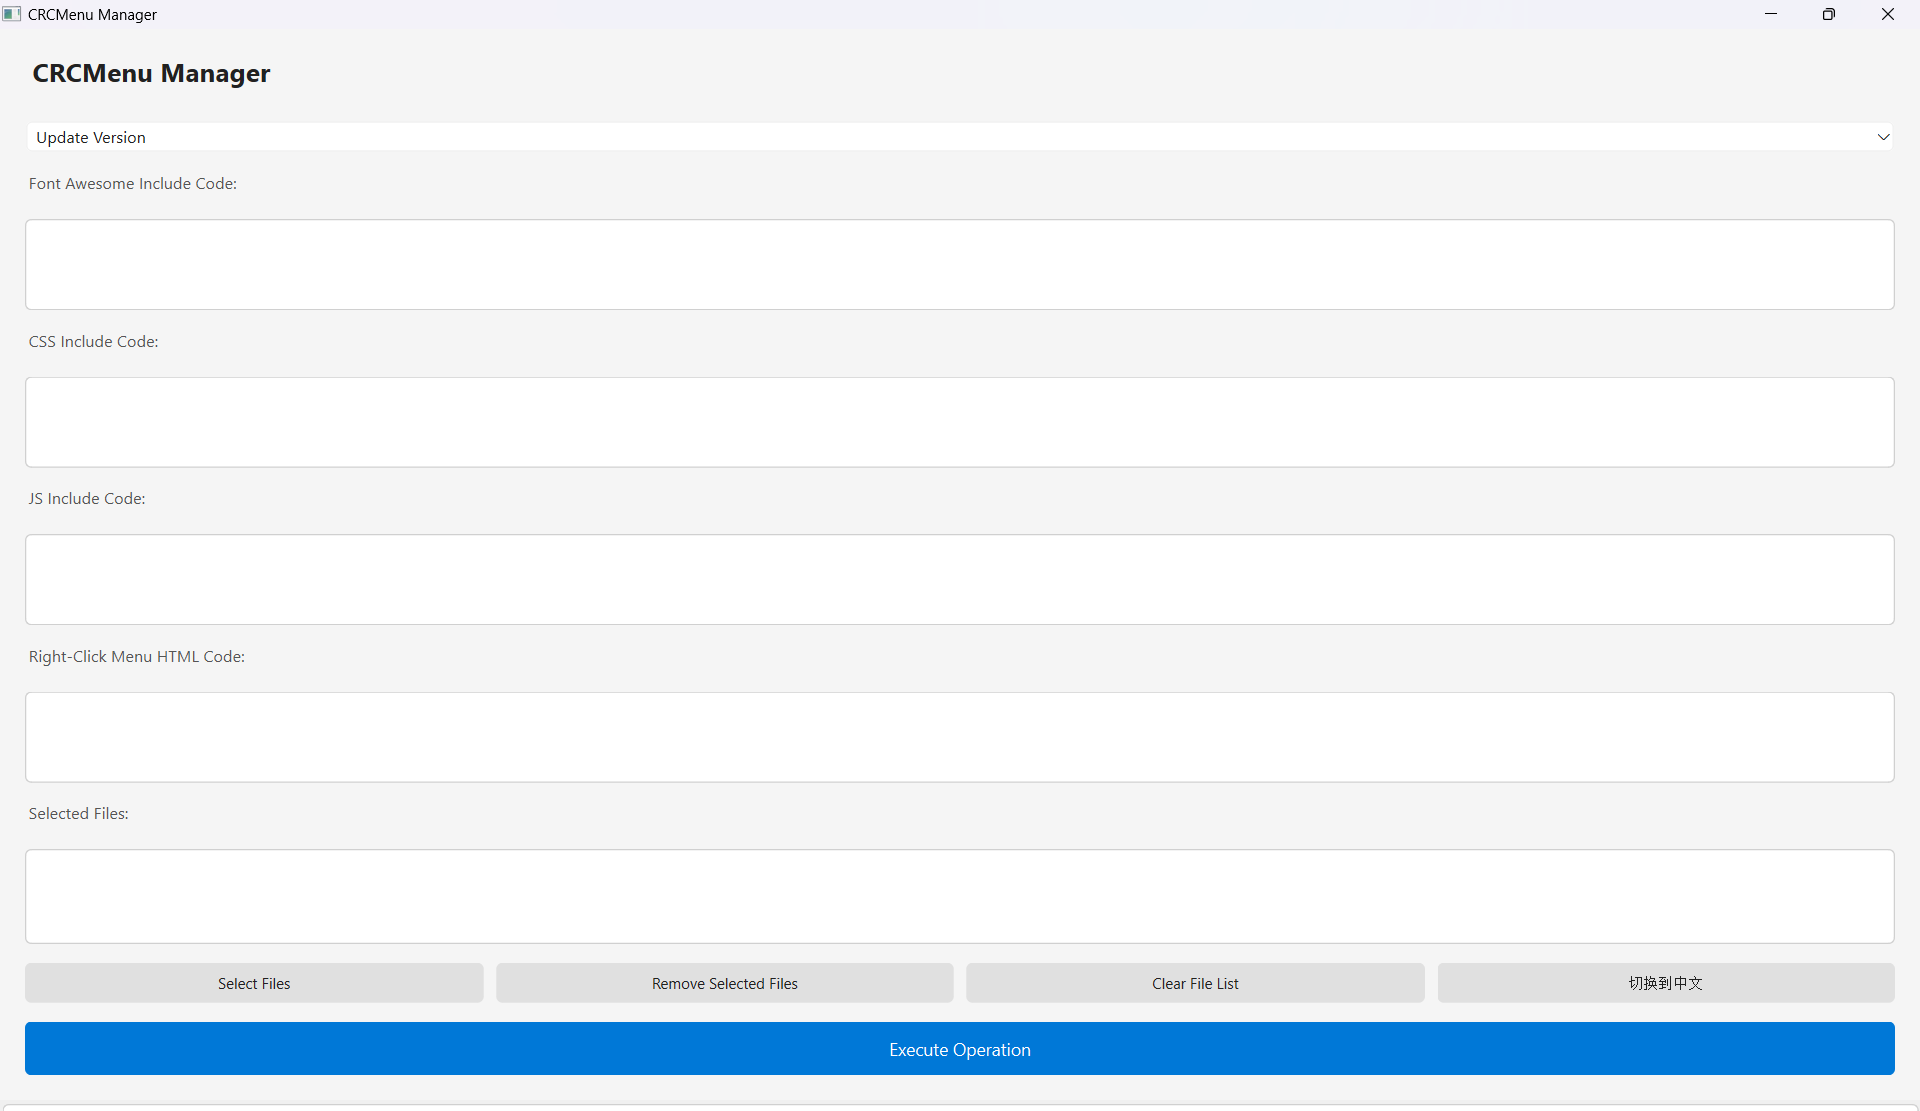 CRCMenu Manager
CRCMenu Manager
Update Version
Font Awesome Include Code:
CSS Include Code:
JS Include Code:
Right-Click Menu HTML Code:
Selected Files:
Select Files
Remove Selected Files
Clear File List
切换到中文
Execute Operation